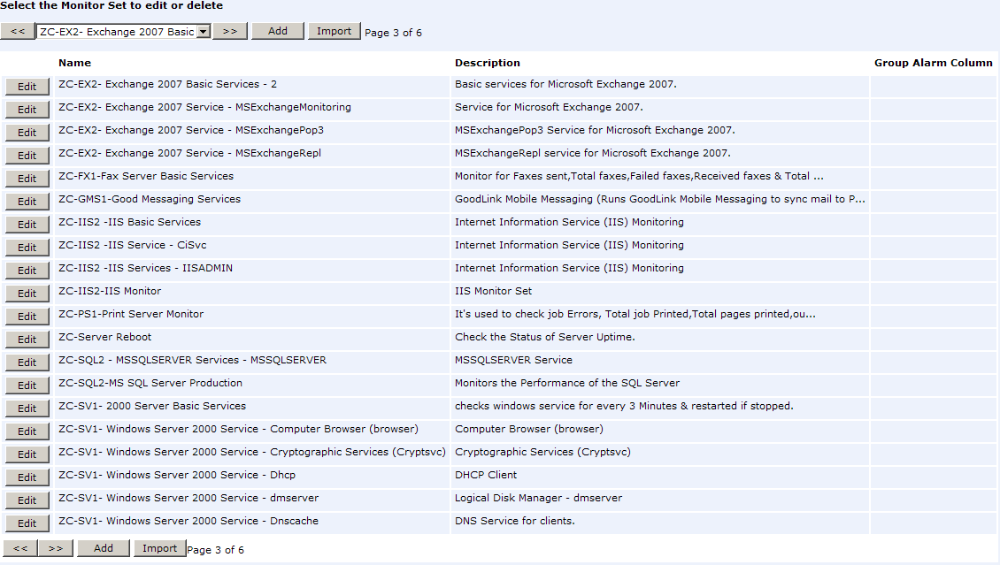 Select the Monitor Set to edit or delete
<< ZC-EX2- Exchange 2007 Basic >> Add Import Page 3 of 6
Name Description Group Alarm Column
Edit ZC-EX2- Exchange 2007 Basic Services - 2 Basic services for Microsoft Exchange 2007.
Edit ZC-EX2- Exchange 2007 Service - MSExchangeMonitoring Service for Microsoft Exchange 2007.
Edit ZC-EX2- Exchange 2007 Service - MSExchangePop3 MSExchangePop3 Service for Microsoft Exchange 2007.
Edit ZC-EX2- Exchange 2007 Service - MSExchangeRepl MSExchangeRepl service for Microsoft Exchange 2007.
Edit ZC-FX1-Fax Server Basic Services Monitor for Faxes sent,Total faxes,Failed faxes,Received faxes & Total ...
Edit ZC-GMS1-Good Messaging Services GoodLink Mobile Messaging (Runs GoodLink Mobile Messaging to sync mail to P...
Edit ZC-IIS2 -IIS Basic Services Internet Information Service (IIS) Monitoring
Edit ZC-IIS2 -IIS Service - CiSvc Internet Information Service (IIS) Monitoring
Edit ZC-IIS2 -IIS Services - IISADMIN Internet Information Service (IIS) Monitoring
Edit ZC-IIS2-IIS Monitor IIS Monitor Set
Edit ZC-PS1-Print Server Monitor It's used to check job Errors, Total job Printed,Total pages printed,ou...
Edit ZC-Server Reboot Check the Status of Server Uptime.
Edit ZC-SQL2 - MSSQLSERVER Services - MSSQLSERVER MSSQLSERVER Service
Edit ZC-SQL2-MS SQL Server Production Monitors the Performance of the SQL Server
Edit ZC-SV1- 2000 Server Basic Services checks windows service for every 3 Minutes & restarted if stopped.
Edit ZC-SV1- Windows Server 2000 Service - Computer Browser (browser) Computer Browser (browser)
Edit ZC-SV1- Windows Server 2000 Service - Cryptographic Services (Cryptsvc) Cryptographic Services (Cryptsvc)
Edit ZC-SV1- Windows Server 2000 Service - Dhcp DHCP Client
Edit ZC-SV1- Windows Server 2000 Service - dmserver Logical Disk Manager - dmserver
Edit ZC-SV1- Windows Server 2000 Service - Dnscache DNS Service for clients.
<< >> Add Import Page 3 of 6